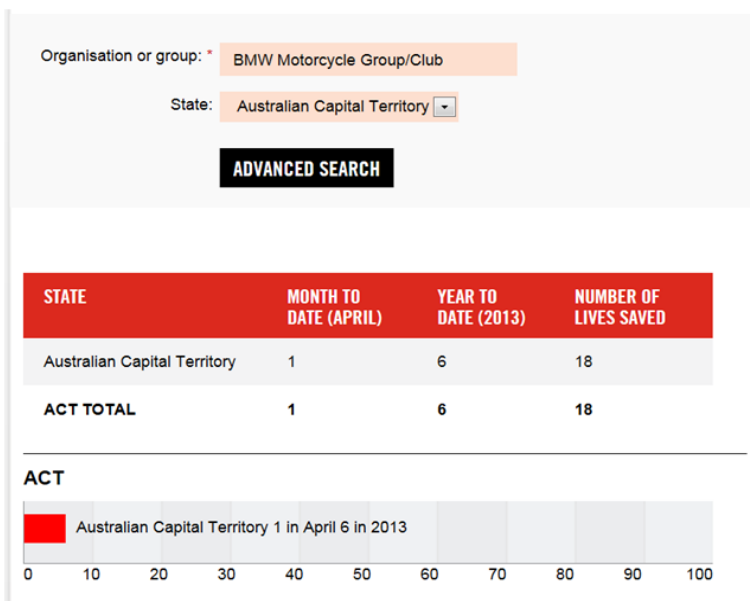 Organisation or group: * BMW Motorcycle Group/Club
State: Australian Capital Territory
ADVANCED SEARCH
STATE MONTH TO DATE (APRIL) YEAR TO DATE (2013) NUMBER OF LIVES SAVED
Australian Capital Territory 1 6 18
ACT TOTAL 1 6 18
ACT
Australian Capital Territory 1 in April 6 in 2013
0 10 20 30 40 50 60 70 80 90 100